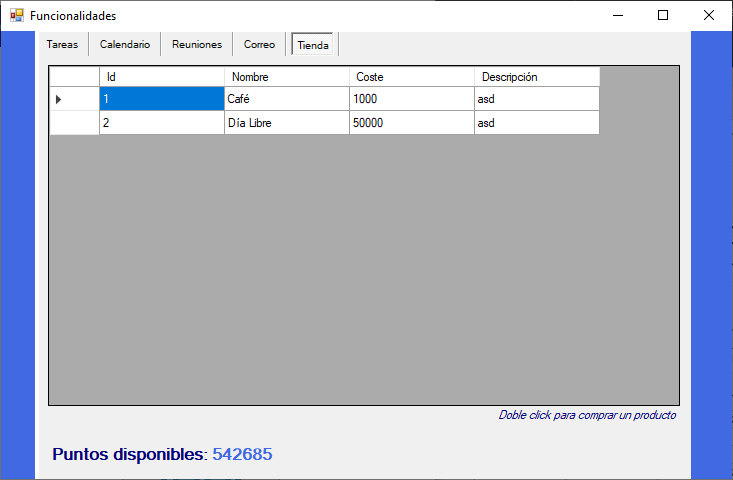 Funcionalidades
Tareas Calendario Reuniones Correo Tienda
Id Nombre Coste Descripción
1 Café 1000 asd
2 Día Libre 50000 asd
Doble click para comprar un producto
Puntos disponibles: 542685